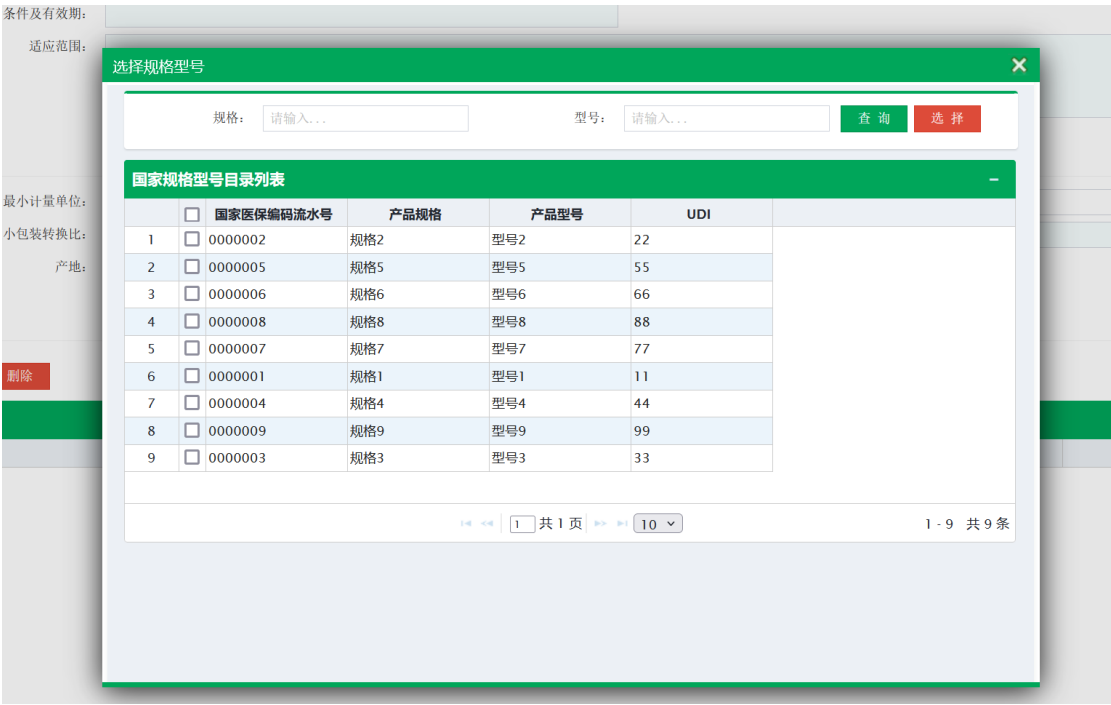 条件及有效期：
适应范围：
选择规格型号
规格： 请输入... 型号： 请输入... 查 询 选 择
国家规格型号目录列表
国家医保编码流水号 产品规格 产品型号 UDI
1 0000002 规格2 型号2 22
2 0000005 规格5 型号5 55
3 0000006 规格6 型号6 66
4 0000008 规格8 型号8 88
5 0000007 规格7 型号7 77
6 0000001 规格1 型号1 11
7 0000004 规格4 型号4 44
8 0000009 规格9 型号9 99
9 0000003 规格3 型号3 33
1 共 1 页 10 1 - 9 共 9 条
最小计量单位：
小包装转换比：
产地：
删除